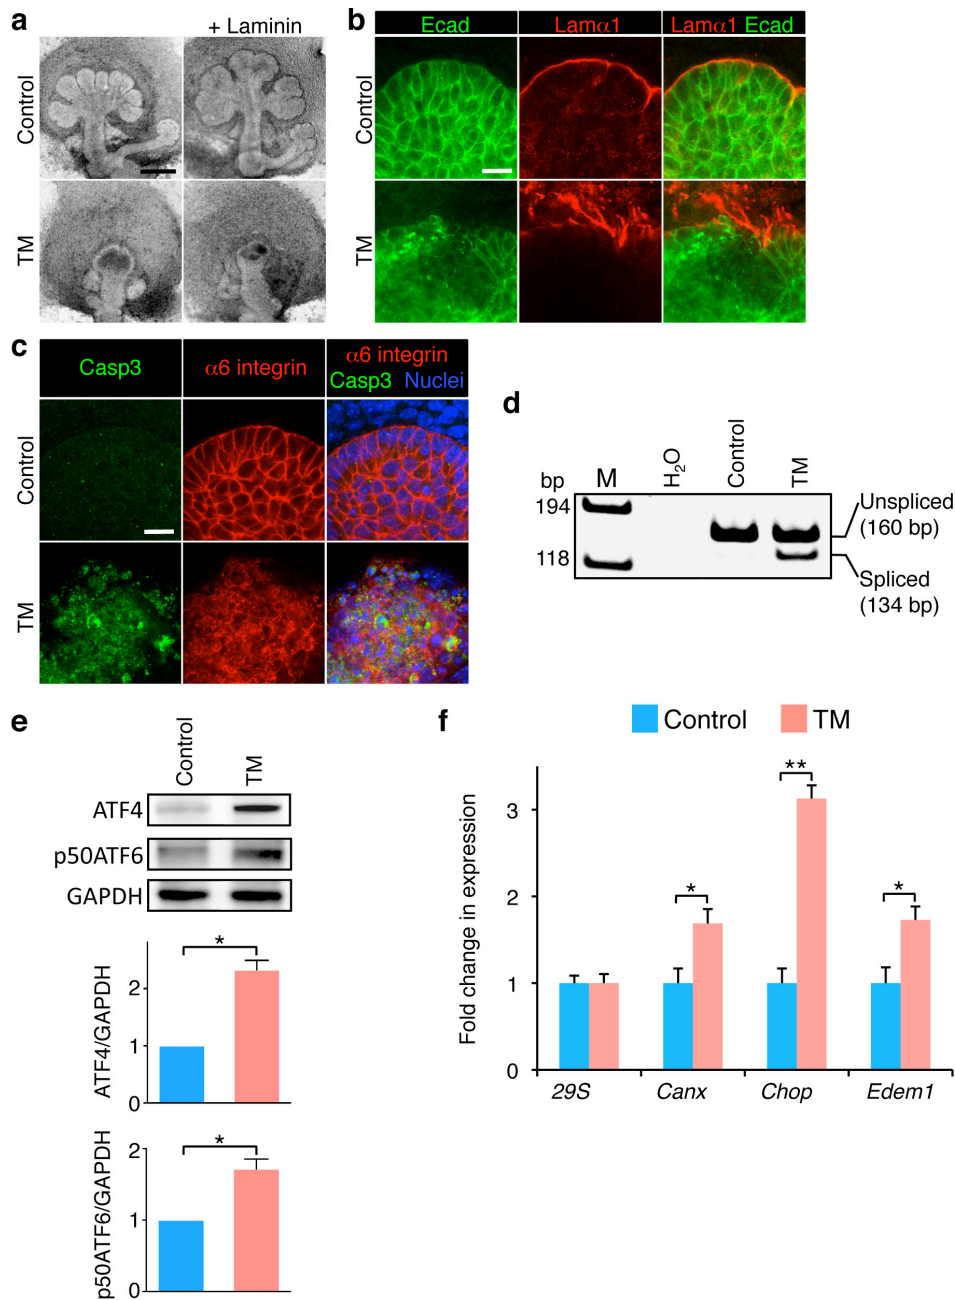 a
+ Laminin
Control
TM
b
Ecad
Lamα1
Lamα1 Ecad
Control
TM
c
Casp3
α6 integrin
α6 integrin
Casp3 Nuclei
Control
TM
d
bp
M
H2O
Control
TM
194
118
Unspliced
(160 bp)
Spliced
(134 bp)
e
Control
TM
ATF4
p50ATF6
GAPDH
ATF4/GAPDH
2
1
0
*
p50ATF6/GAPDH
2
1
0
*
f
Control
TM
Fold change in expression
3
2
1
0
*
**
*
29S
Canx
Chop
Edem1